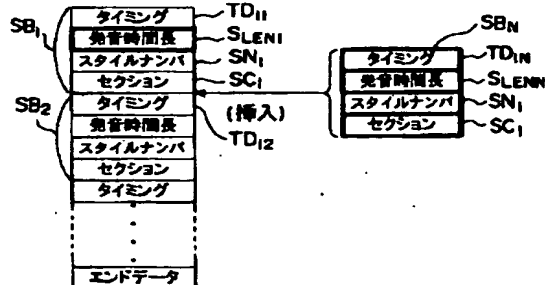 SB₁
タイミング
TD₁₁
発音時間長
SLEN1
スタイルナンバ
SN₁
セクション
SC₁
SB₂
タイミング
TD₁₂
発音時間長
スタイルナンバ
セクション
タイミング
エンドデータ
(挿入)
SBN
タイミング
TD1N
発音時間長
SLENN
スタイルナンバ
SN₁
セクション
SC₁